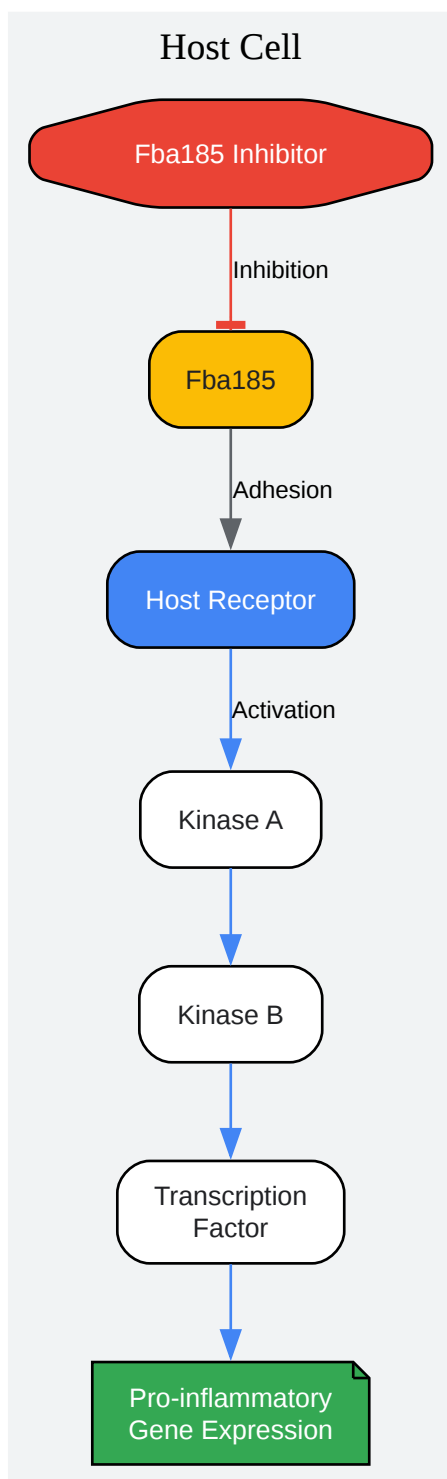 Host Cell
Fba185 Inhibitor
Inhibition
Fba185
Adhesion
Host Receptor
Activation
Kinase A
Kinase B
Transcription
Factor
Pro-inflammatory
Gene Expression